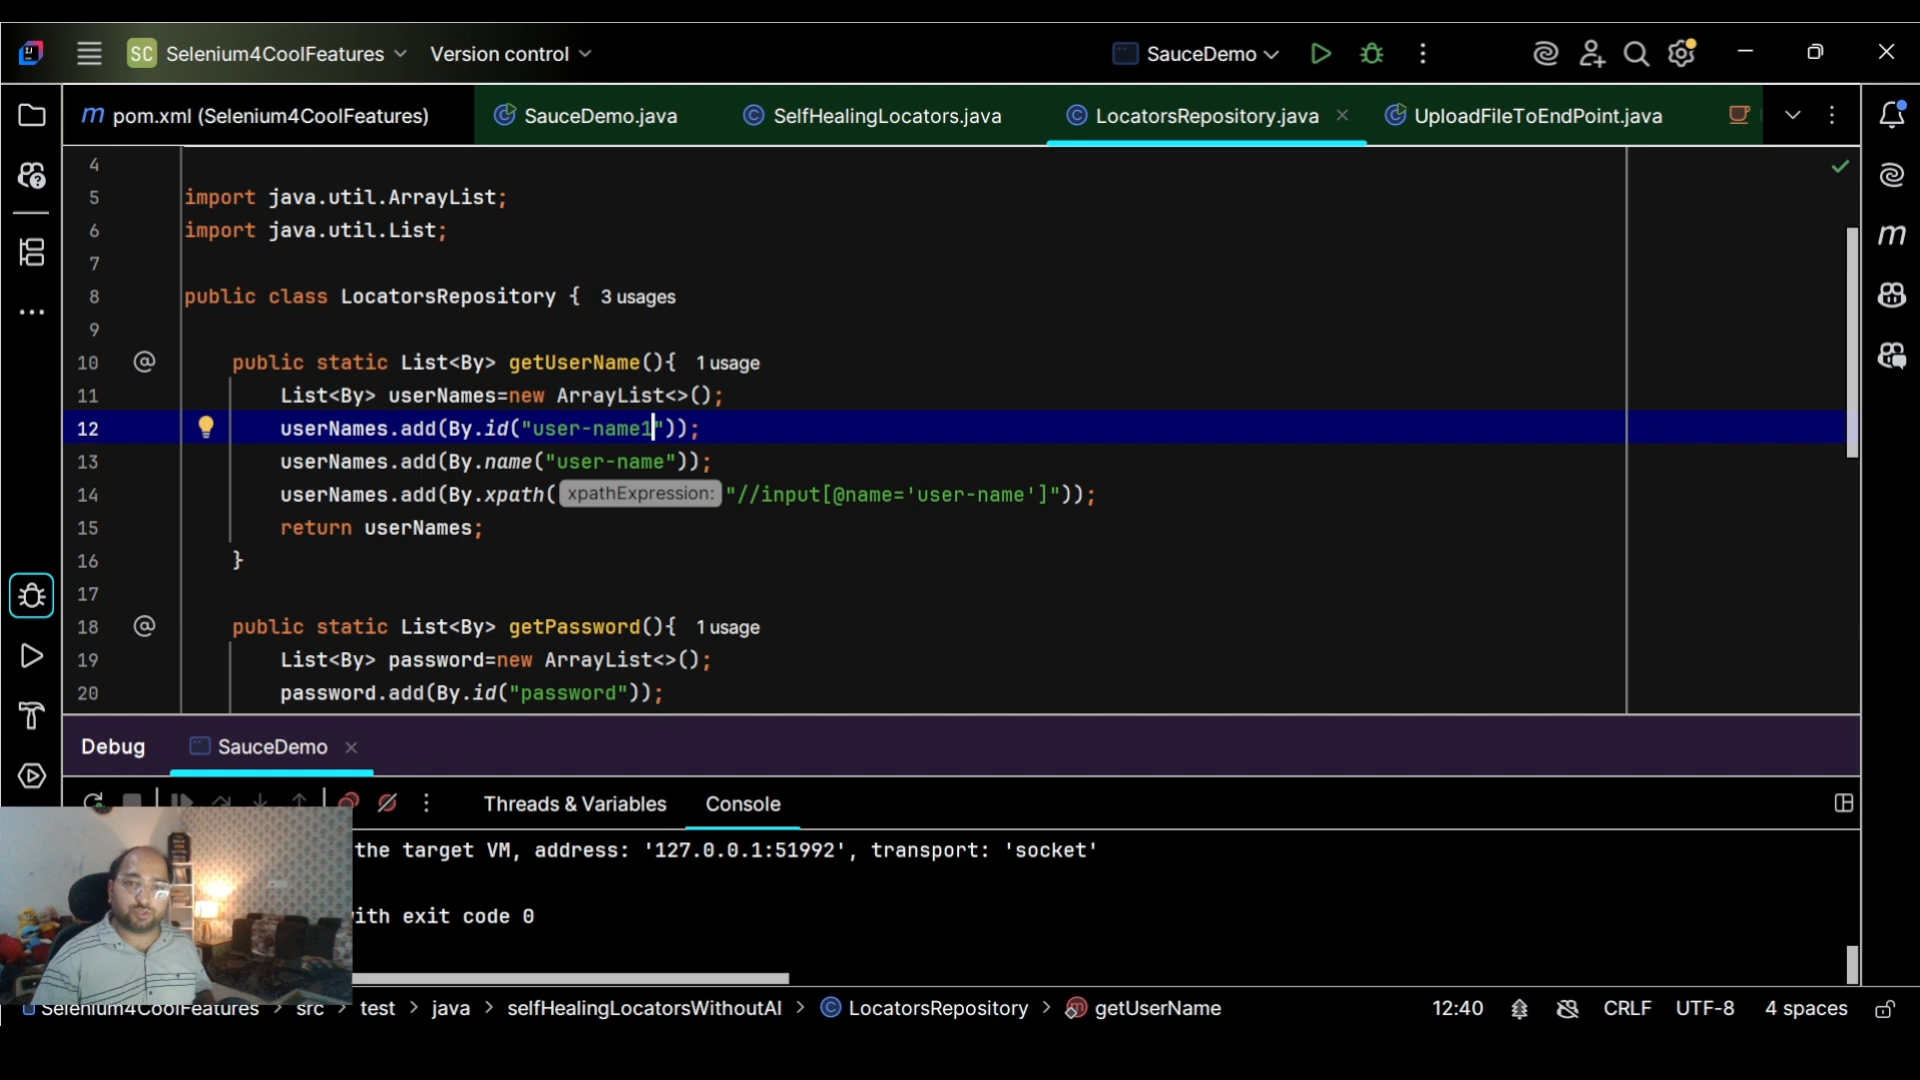 SC Selenium4CoolFeatures Version control SauceDemo
m pom.xml (Selenium4CoolFeatures) SauceDemo.java SelfHealingLocators.java LocatorsRepository.java UploadFileToEndPoint.java
4
5 import java.util.ArrayList;
6 import java.util.List;
7
8 public class LocatorsRepository { 3 usages
9
10 @ public static List<By> getUserName(){ 1 usage
11 List<By> userNames=new ArrayList<>();
12 userNames.add(By.id("user-name1"));
13 userNames.add(By.name("user-name"));
14 userNames.add(By.xpath( xpathExpression: "//input[@name='user-name']"));
15 return userNames;
16 }
17
18 @ public static List<By> getPassword(){ 1 usage
19 List<By> password=new ArrayList<>();
20 password.add(By.id("password"));
Debug SauceDemo
Threads & Variables Console
the target VM, address: '127.0.0.1:51992', transport: 'socket'
with exit code 0
Selenium4CoolFeatures > src > test > java > selfHealingLocatorsWithoutAI > LocatorsRepository > getUserName 12:40 CRLF UTF-8 4 spaces